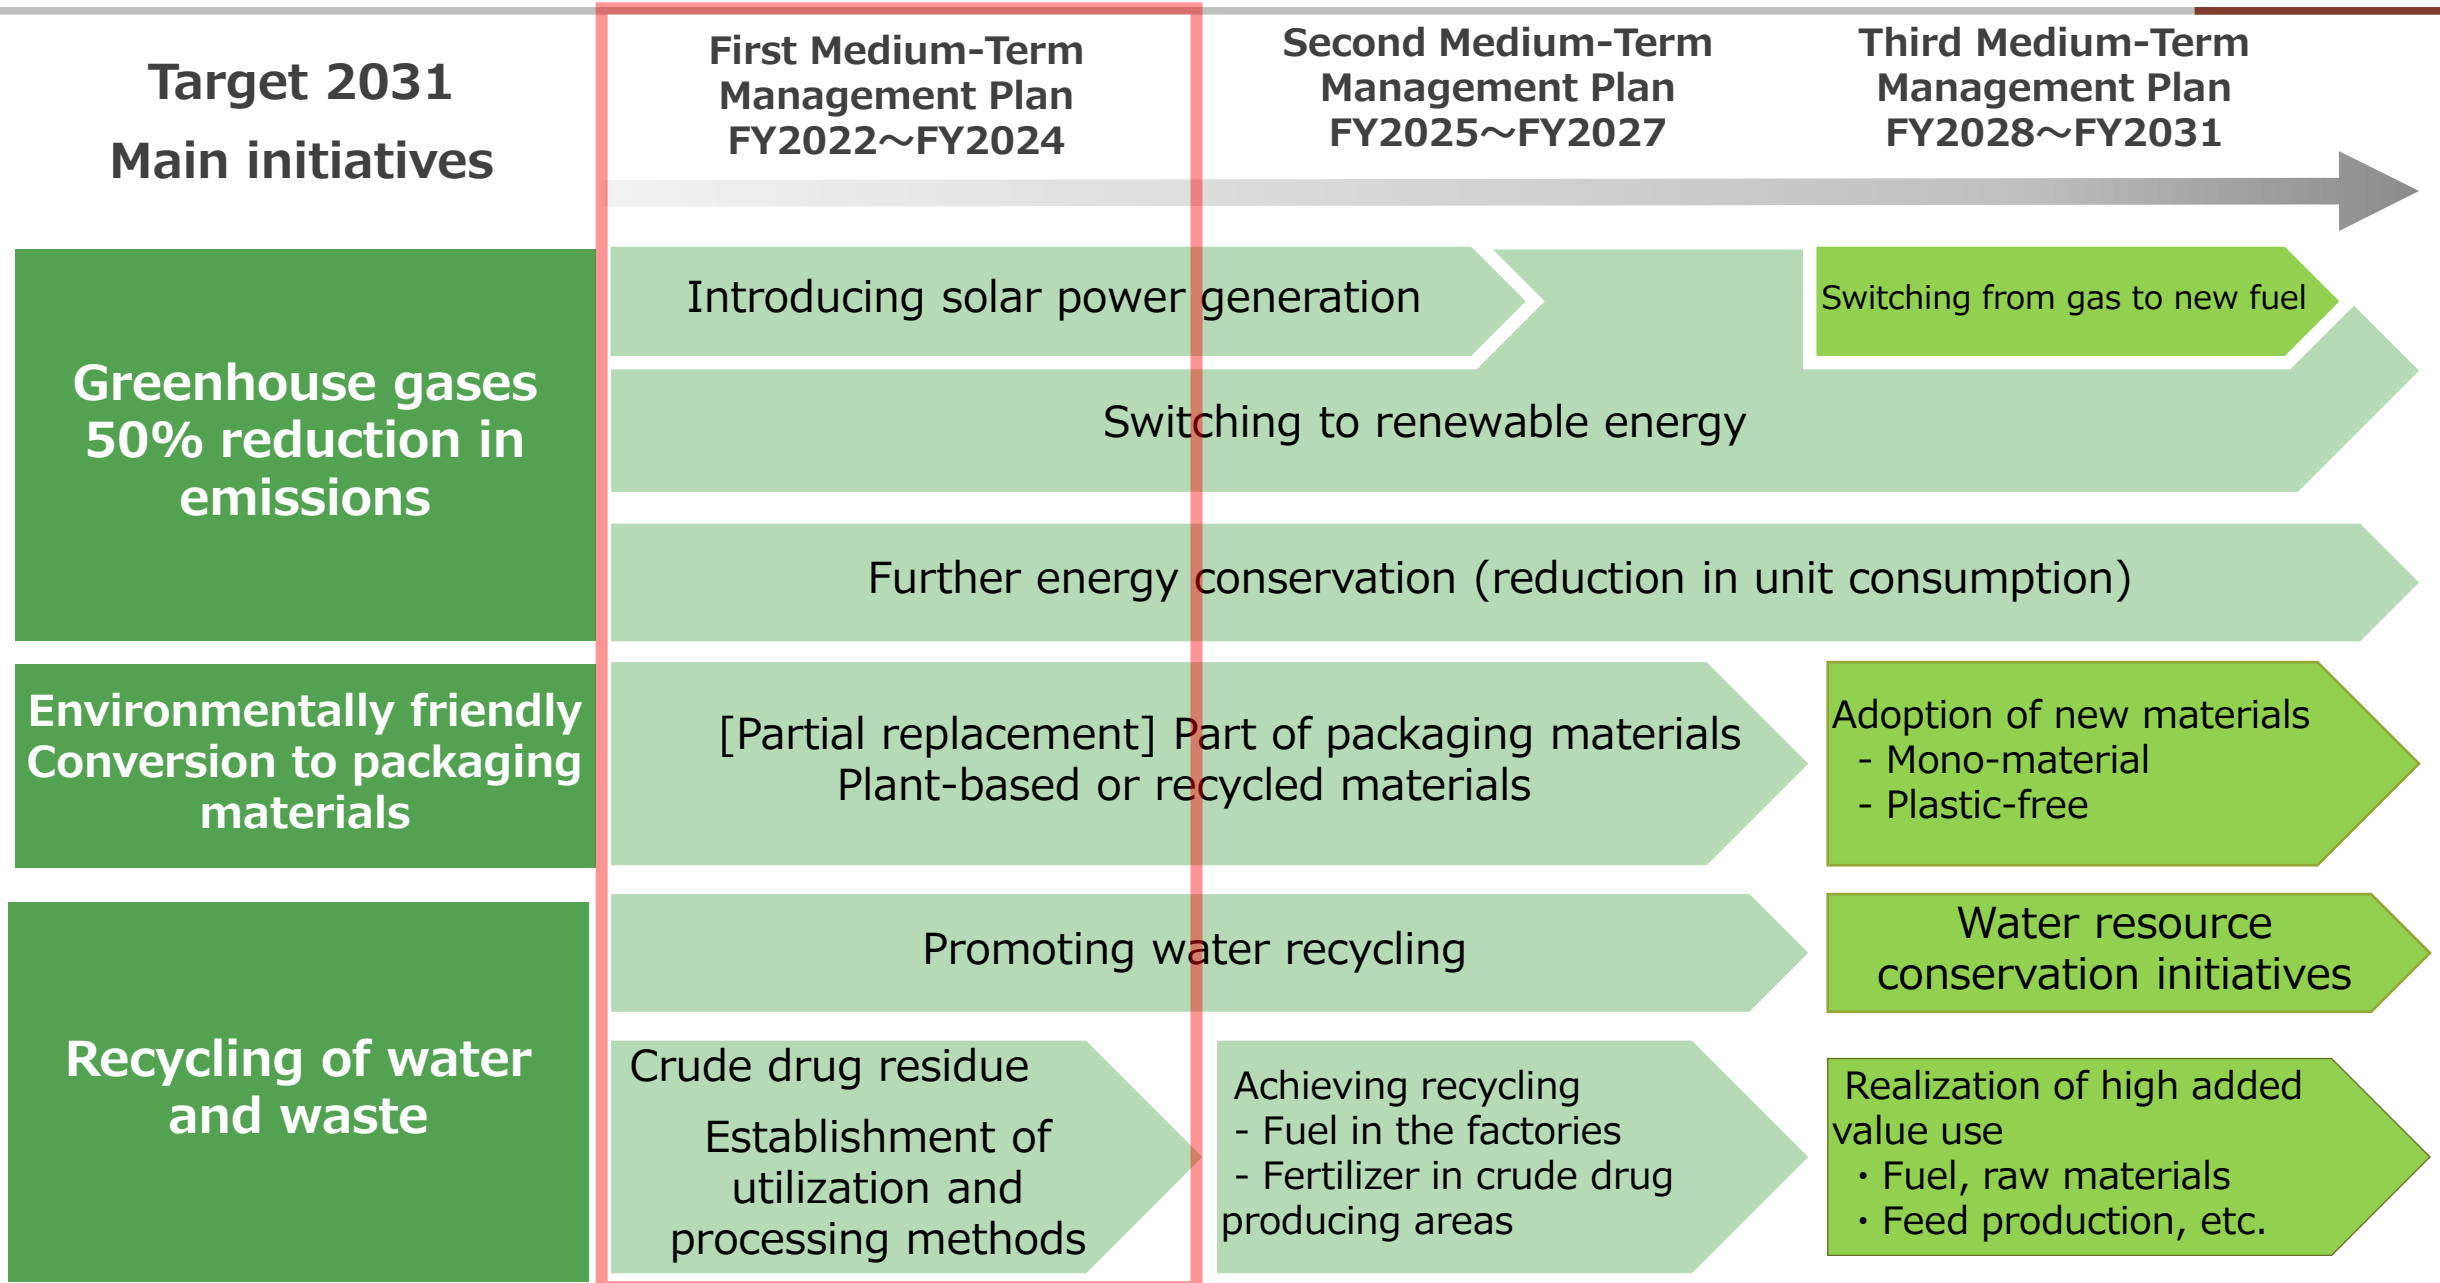 Target 2031
Main initiatives
First Medium-Term
Management Plan
FY2022～FY2024
Second Medium-Term
Management Plan
FY2025～FY2027
Third Medium-Term
Management Plan
FY2028～FY2031
Greenhouse gases
50% reduction in
emissions
Introducing solar power generation
Switching from gas to new fuel
Switching to renewable energy
Further energy conservation (reduction in unit consumption)
Environmentally friendly
Conversion to packaging
materials
[Partial replacement] Part of packaging materials
Plant-based or recycled materials
Adoption of new materials
- Mono-material
- Plastic-free
Recycling of water
and waste
Promoting water recycling
Water resource
conservation initiatives
Crude drug residue
Establishment of
utilization and
processing methods
Achieving recycling
- Fuel in the factories
- Fertilizer in crude drug
producing areas
Realization of high added
value use
・Fuel, raw materials
・Feed production, etc.